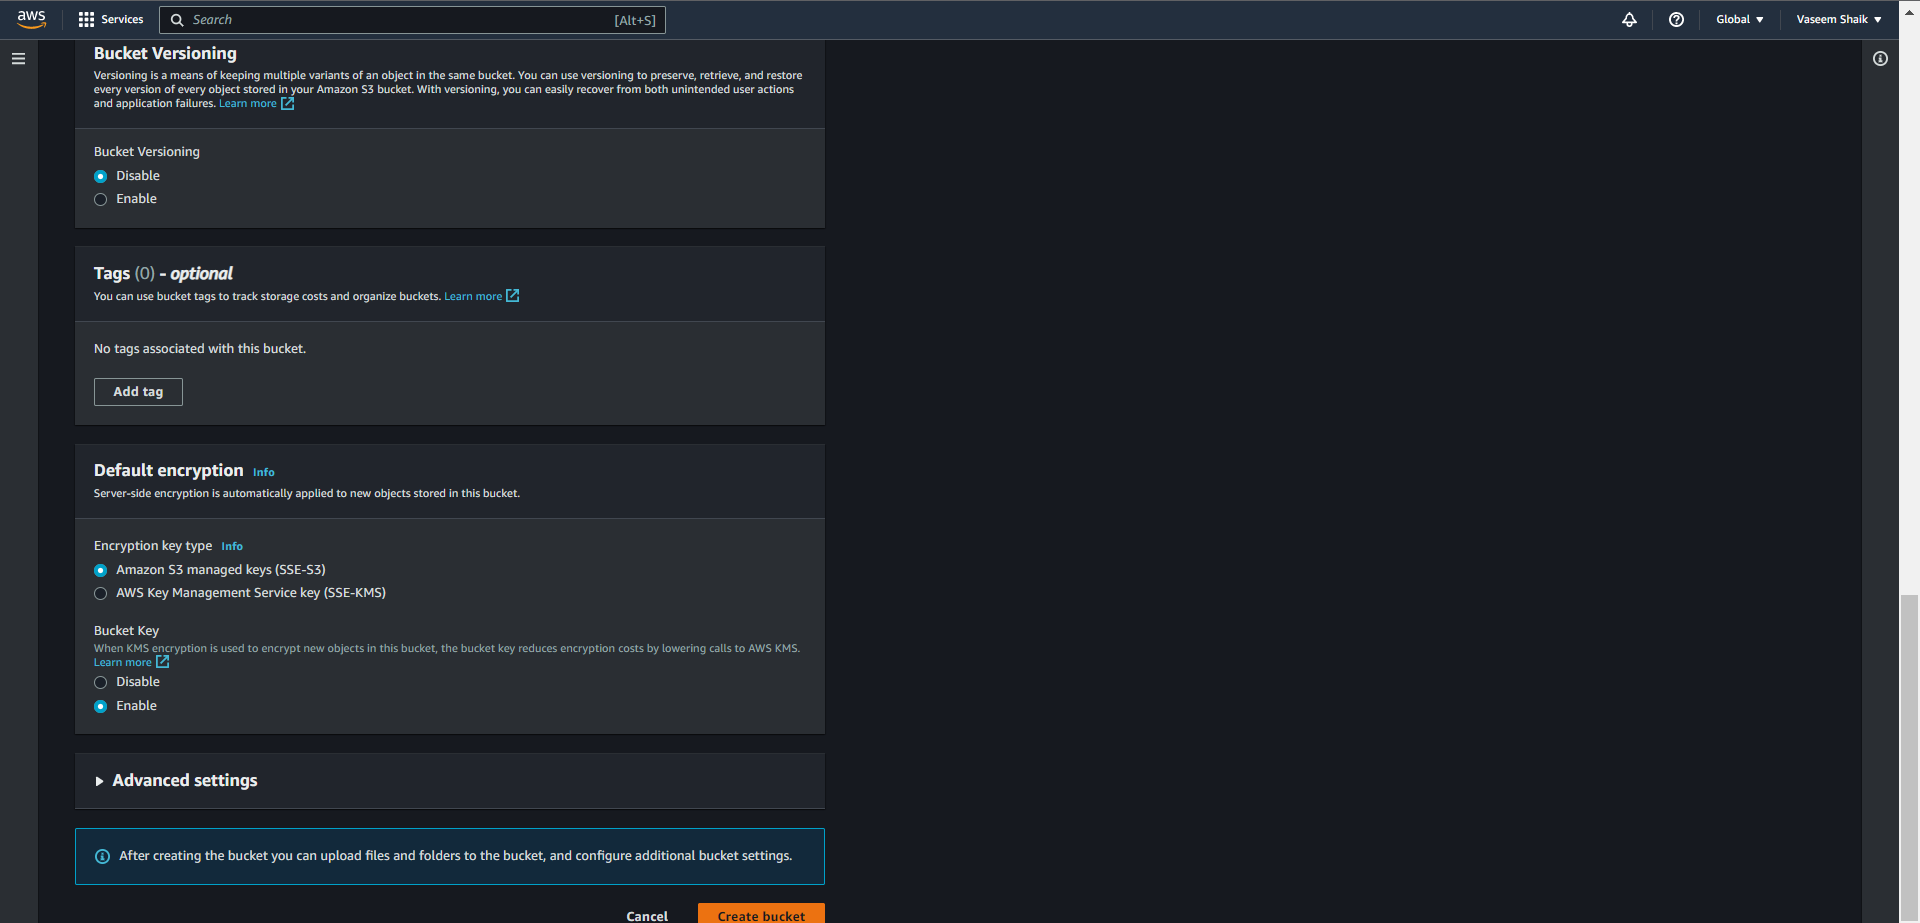 aws
Services
Search
[Alt+S]
Global
Vaseem Shaik
Bucket Versioning
Versioning is a means of keeping multiple variants of an object in the same bucket. You can use versioning to preserve, retrieve, and restore
every version of every object stored in your Amazon S3 bucket. With versioning, you can easily recover from both unintended user actions
and application failures. Learn more
Bucket Versioning
Disable
Enable
Tags (0) - optional
You can use bucket tags to track storage costs and organize buckets. Learn more
No tags associated with this bucket.
Add tag
Default encryption Info
Server-side encryption is automatically applied to new objects stored in this bucket.
Encryption key type Info
Amazon S3 managed keys (SSE-S3)
AWS Key Management Service key (SSE-KMS)
Bucket Key
When KMS encryption is used to encrypt new objects in this bucket, the bucket key reduces encryption costs by lowering calls to AWS KMS.
Learn more
Disable
Enable
Advanced settings
After creating the bucket you can upload files and folders to the bucket, and configure additional bucket settings.
Cancel
Create bucket